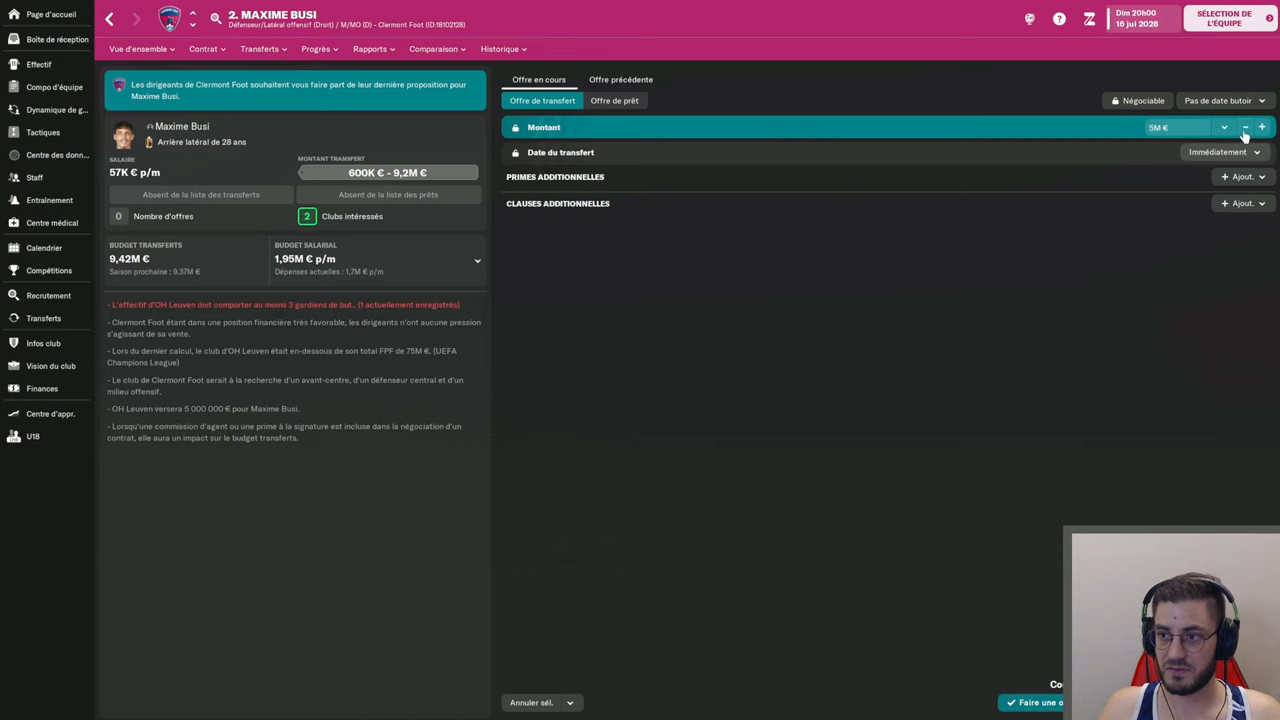 Page d'accueil
Boîte de réception
Effectif
Compo d'équipe
Dynamique de g...
Tactiques
Centre des donn...
Staff
Entrainement
Centre médical
Calendrier
Compétitions
Recrutement
Transferts
Infos club
Vision du club
Finances
Centre d'appr.
U18
2. MAXIME BUSI
Défenseur/Latéral offensif (Droit) / M/MO (D) - Clermont Foot (ID:18102128)
Dim 20h00
16 jui 2028
SÉLECTION DE
L'ÉQUIPE
Vue d'ensemble
Contrat
Transferts
Progrès
Rapports
Comparaison
Historique
Les dirigeants de Clermont Foot souhaitent vous faire part de leur dernière proposition pour
Maxime Busi.
Maxime Busi
Arrière latéral de 28 ans
SALAIRE
57K € p/m
MONTANT TRANSFERT
600K € - 9,2M €
Absent de la liste des transferts
Absent de la liste des prêts
0 Nombre d'offres
2 Clubs intéressés
BUDGET TRANSFERTS
9,42M €
Saison prochaine : 9,37M €
BUDGET SALARIAL
1,95M € p/m
Dépenses actuelles : 1,7M € p/m
- L'effectif d'OH Leuven doit comporter au moins 3 gardiens de but.. (1 actuellement enregistrés)
- Clermont Foot étant dans une position financière très favorable, les dirigeants n'ont aucune pression
s'agissant de sa vente.
- Lors du dernier calcul, le club d'OH Leuven était en-dessous de son total FPF de 75M €. (UEFA
Champions League)
- Le club de Clermont Foot serait à la recherche d'un avant-centre, d'un défenseur central et d'un
milieu offensif.
- OH Leuven versera 5 000 000 € pour Maxime Busi.
- Lorsqu'une commission d'agent ou une prime à la signature est incluse dans la négociation d'un
contrat, elle aura un impact sur le budget transferts.
Offre en cours
Offre précédente
Offre de transfert
Offre de prêt
Négociable
Pas de date butoir
Montant
5M €
Date du transfert
Immédiatement
PRIMES ADDITIONNELLES
+ Ajout.
CLAUSES ADDITIONNELLES
+ Ajout.
Annuler sél.
Faire une o